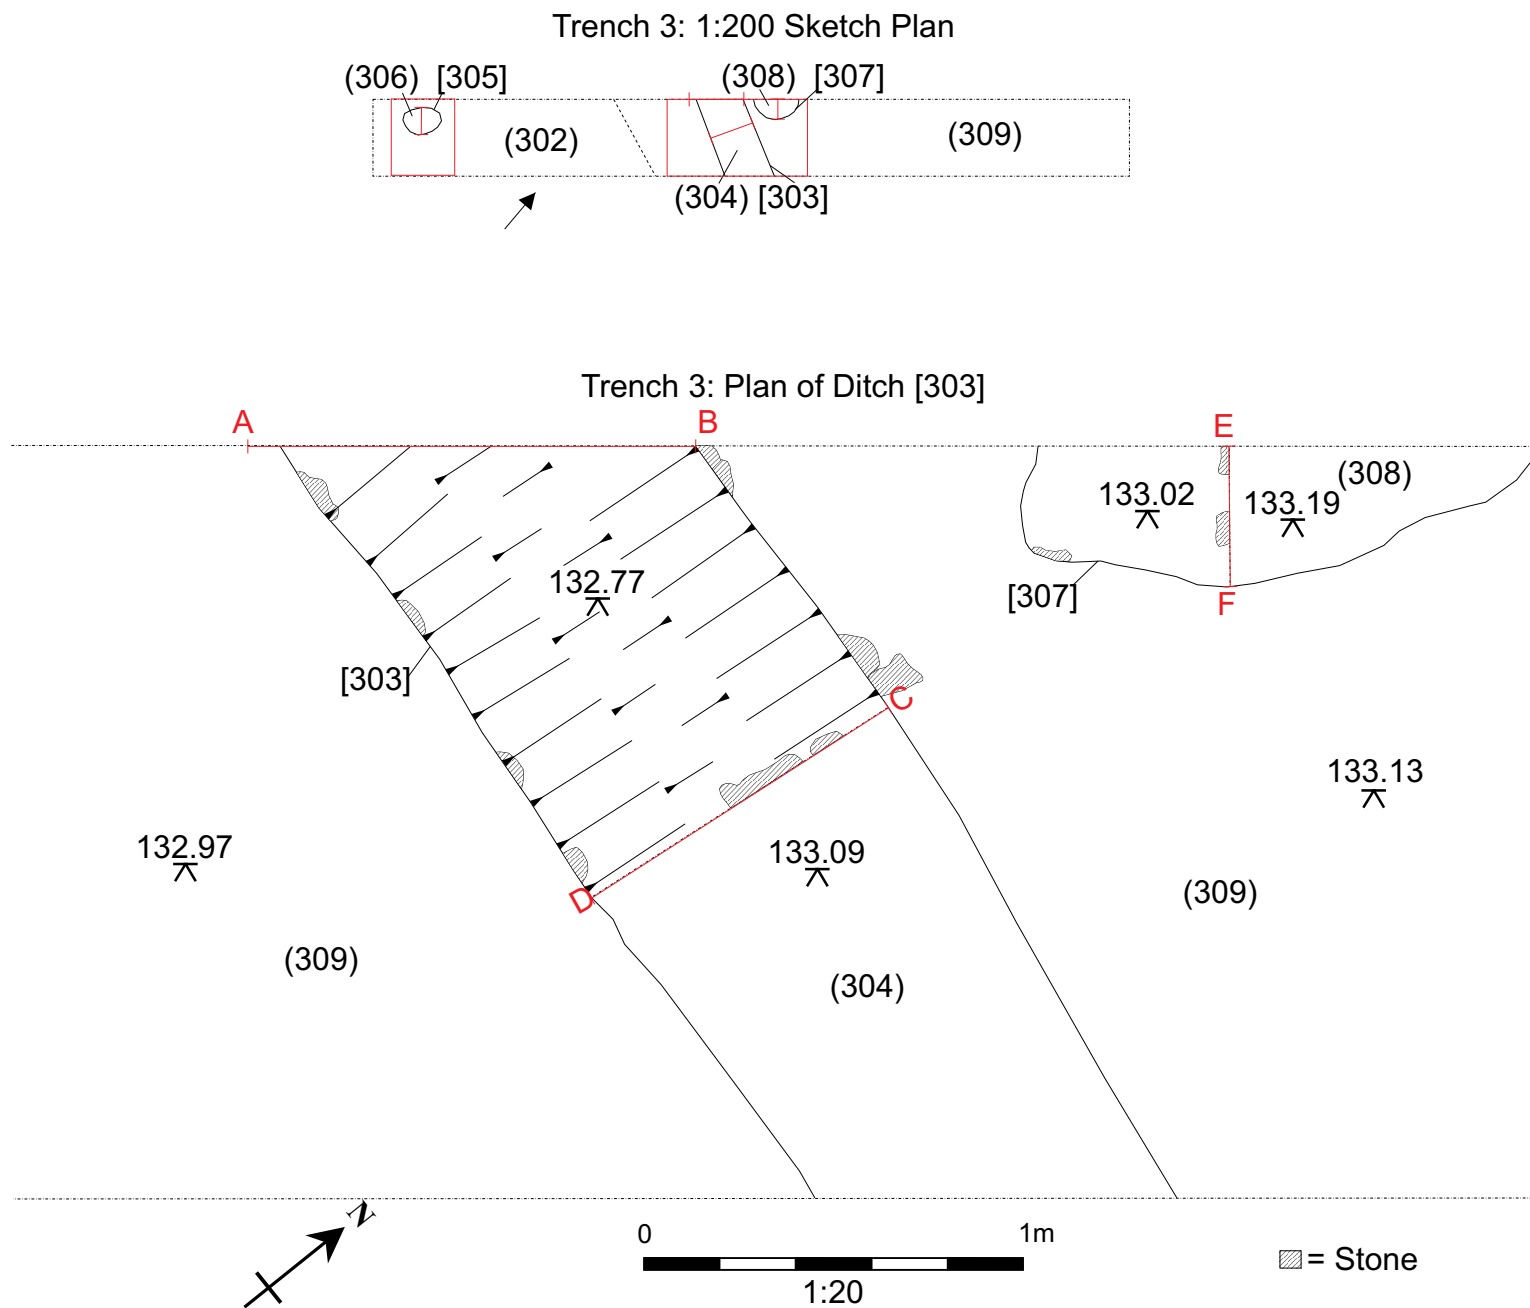 Trench 3: 1:200 Sketch Plan
(306) [305] (308) [307]
(302) (309)
(304) [303]
Trench 3: Plan of Ditch [303]
A B E
(308)
133.02 133.19
132.77
[307] F
[303]
C
133.13
132.97 133.09
D (309)
(309)
(304)
N
0 1m
= Stone
1:20